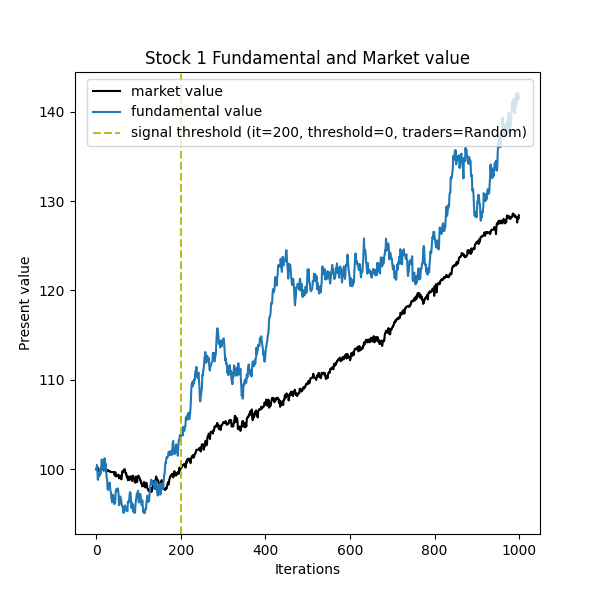 Stock 1 Fundamental and Market value
market value
fundamental value
signal threshold (it=200, threshold=0, traders=Random)
140
130
120
110
100
Present value
0 200 400 600 800 1000
Iterations